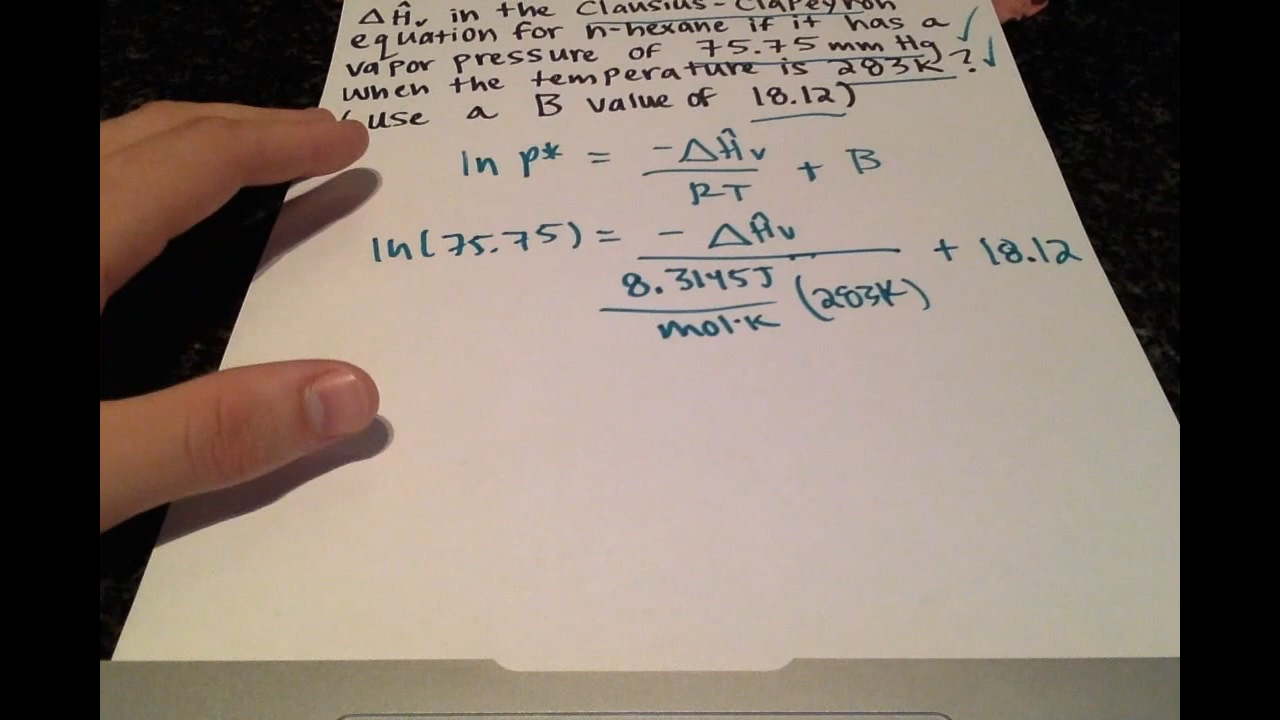 ΔĤv in the Clausius-Clapeyron
equation for n-hexane if it has a ✓
vapor pressure of 75.75 mm Hg
when the temperature is 283K? ✓
(use a B value of 18.12)
ln p* = -ΔĤv / RT + B
ln(75.75) = -ΔĤv / 8.3145J / mol·K (283K) + 18.12